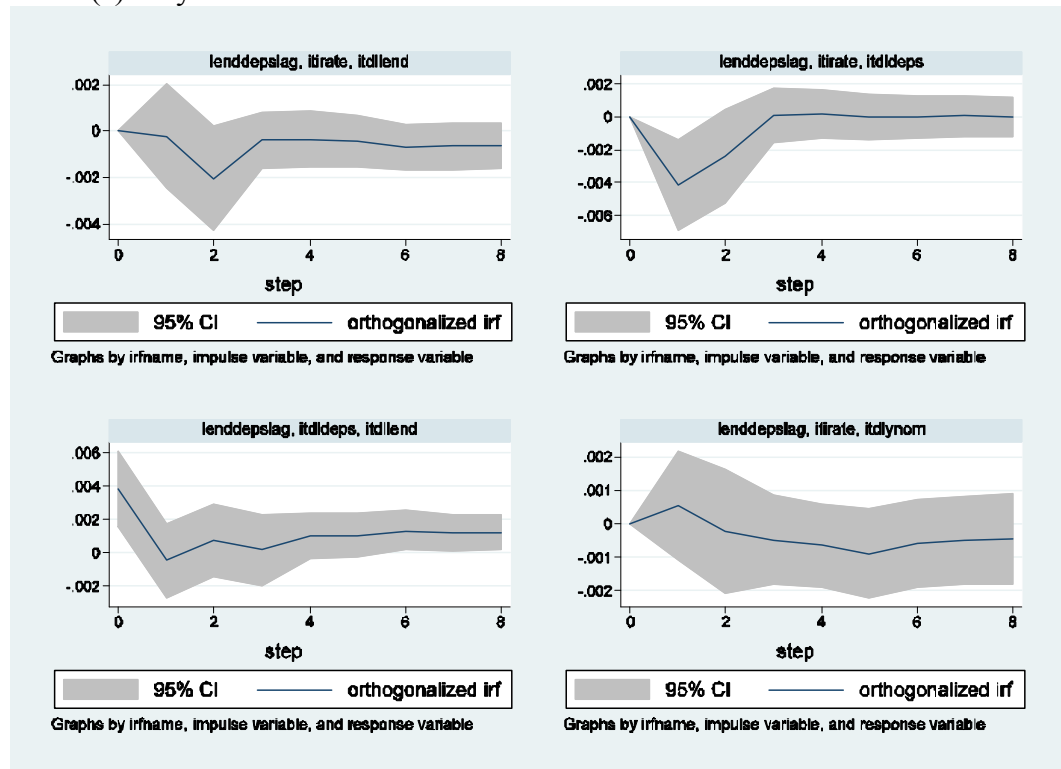 lenddepslag, itirate, itdllend
.002
0
-.002
-.004
0 2 4 6 8
step
95% CI orthogonalized irf
Graphs by irfname, impulse variable, and response variable
lenddepslag, itirate, itdldeps
.002
0
-.002
-.004
-.006
0 2 4 6 8
step
95% CI orthogonalized irf
Graphs by irfname, impulse variable, and response variable
lenddepslag, itdldeps, itdllend
.006
.004
.002
0
-.002
0 2 4 6 8
step
95% CI orthogonalized irf
Graphs by irfname, impulse variable, and response variable
lenddepslag, itirate, itdlynom
.002
.001
0
-.001
-.002
0 2 4 6 8
step
95% CI orthogonalized irf
Graphs by irfname, impulse variable, and response variable